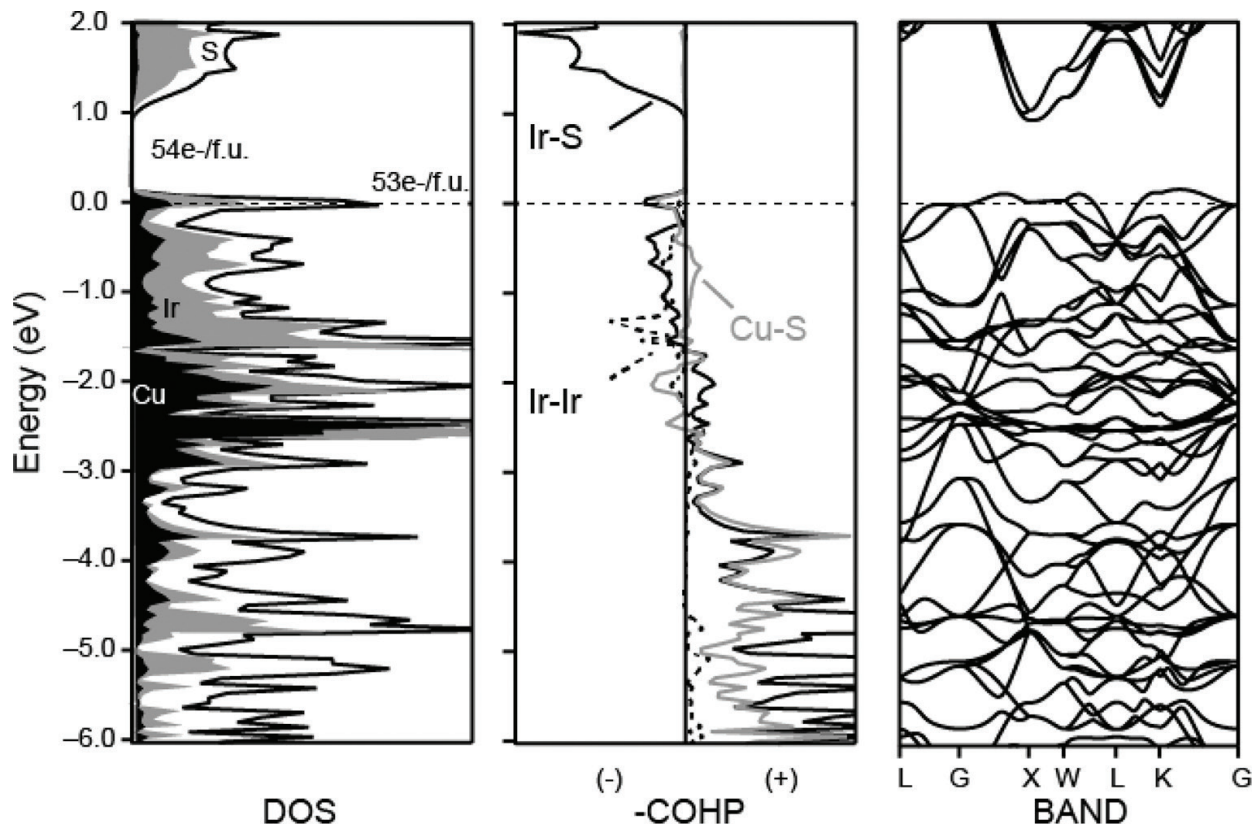 Energy (eV)
2.0
1.0
0.0
–1.0
–2.0
–3.0
–4.0
–5.0
–6.0
S
54e-/f.u.
53e-/f.u.
Ir
Cu
DOS
Ir-S
Cu-S
Ir-Ir
(-) (+)
-COHP
L G X W L K G
BAND